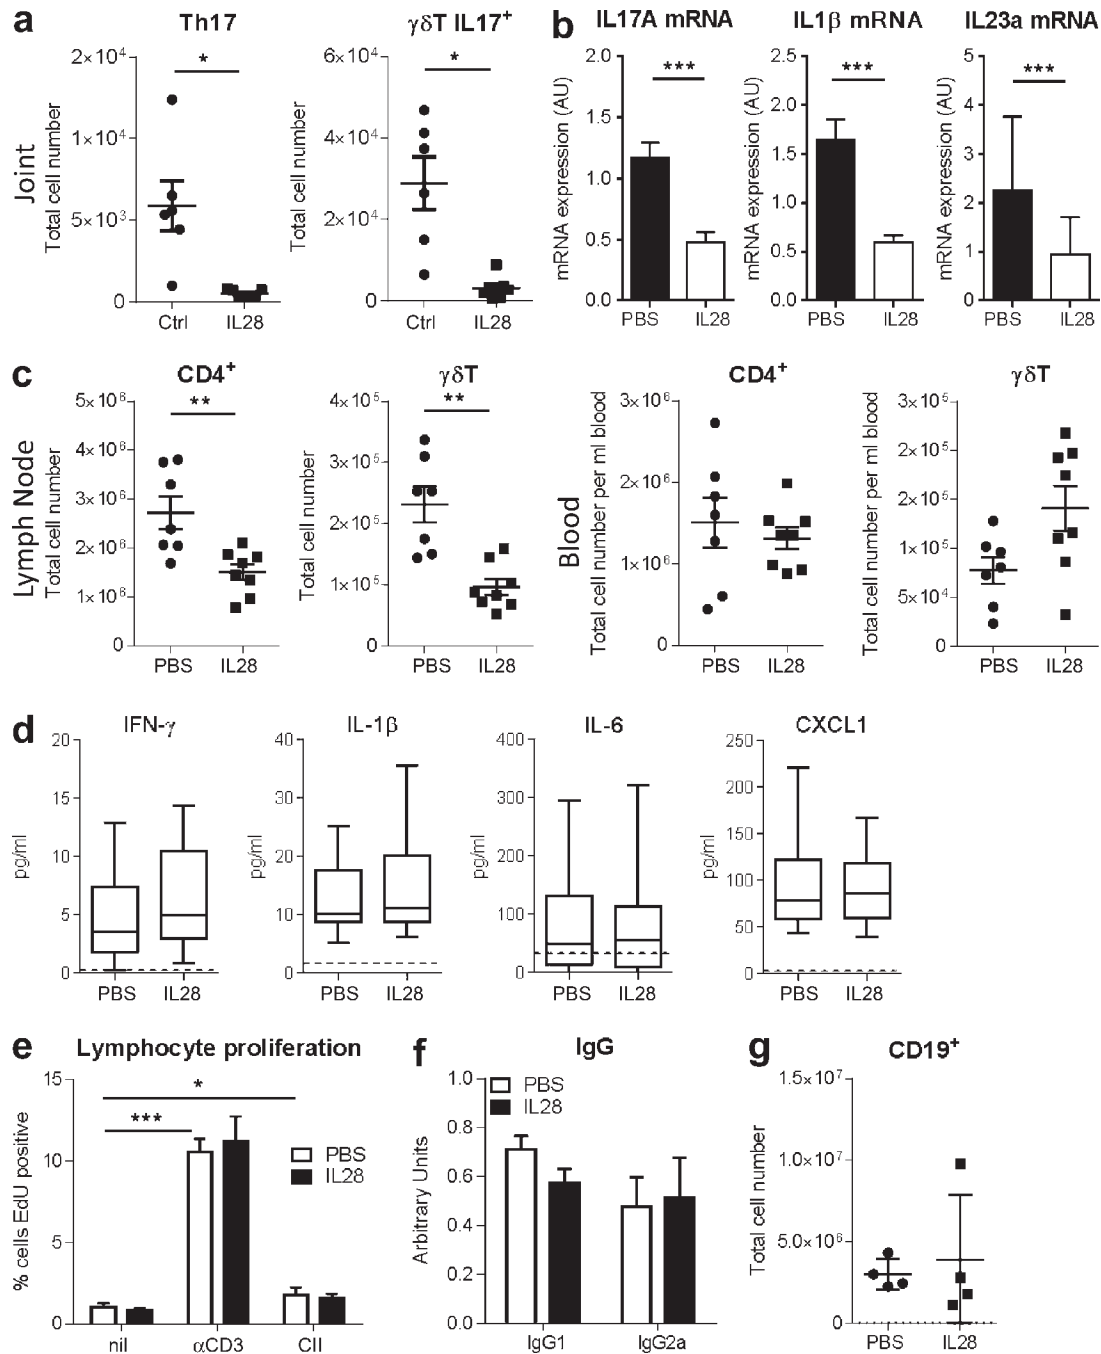 a
Th17
γδT IL17+
Joint
Total cell number
2×10^4
1×10^4
5×10^3
0
Ctrl
IL28
*
Total cell number
6×10^4
4×10^4
2×10^4
0
Ctrl
IL28
*
b
IL17A mRNA
IL1β mRNA
IL23a mRNA
mRNA expression (AU)
2.0
1.5
1.0
0.5
0.0
PBS
IL28
***
mRNA expression (AU)
2.5
2.0
1.5
1.0
0.5
0.0
PBS
IL28
***
mRNA expression (AU)
5
4
3
2
1
0
PBS
IL28
***
c
CD4+
γδT
CD4+
γδT
Lymph Node
Total cell number
5×10^6
4×10^6
3×10^6
2×10^6
1×10^6
0
PBS
IL28
**
Total cell number
4×10^5
3×10^5
2×10^5
1×10^5
0
PBS
IL28
**
Blood
Total cell number per ml blood
3×10^6
2×10^6
1×10^6
0
PBS
IL28
Total cell number per ml blood
3×10^5
2×10^5
2×10^5
1×10^5
5×10^4
0
PBS
IL28
d
IFN-γ
IL-1β
IL-6
CXCL1
pg/ml
20
15
10
5
0
PBS
IL28
pg/ml
40
30
20
10
0
PBS
IL28
pg/ml
400
300
200
100
0
PBS
IL28
pg/ml
250
200
150
100
50
0
PBS
IL28
e
Lymphocyte proliferation
% cells EdU positive
15
10
5
0
*
***
PBS
IL28
nil
αCD3
CII
f
IgG
Arbitrary Units
1.0
0.8
0.6
0.4
0.2
0.0
PBS
IL28
IgG1
IgG2a
g
CD19+
Total cell number
1.5×10^7
1.0×10^7
5.0×10^6
0
PBS
IL28